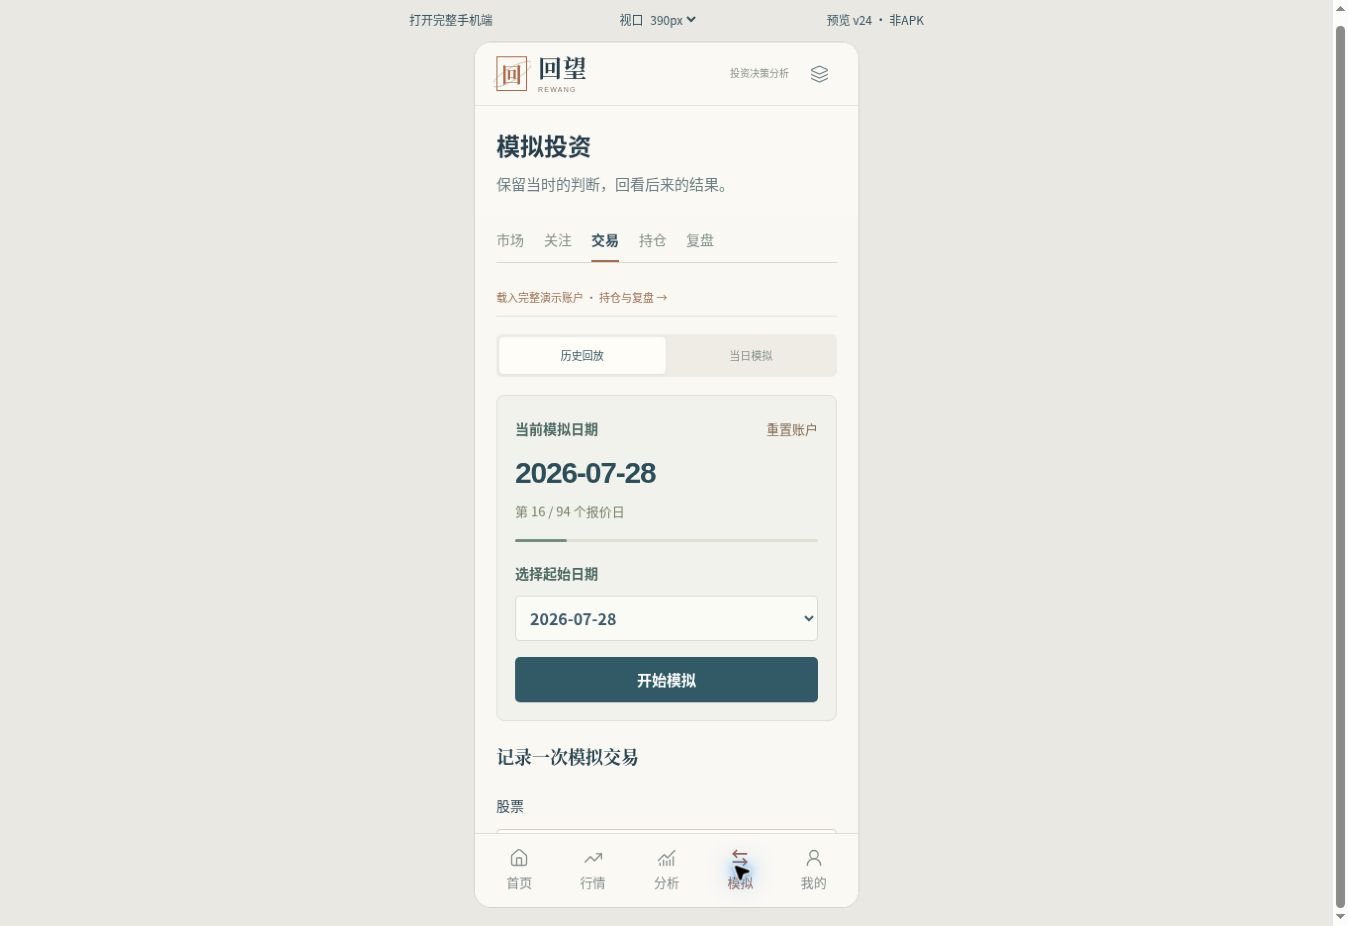 打开完整手机端
视口 390px
预览 v24 · 非APK
回 回望
REWANG
投资决策分析
模拟投资
保留当时的判断，回看后来的结果。
市场 关注 交易 持仓 复盘
载入完整演示账户 · 持仓与复盘 →
历史回放 当日模拟
当前模拟日期 重置账户
2026-07-28
第 16 / 94 个报价日
选择起始日期
2026-07-28
开始模拟
记录一次模拟交易
股票
首页 行情 分析 模拟 我的